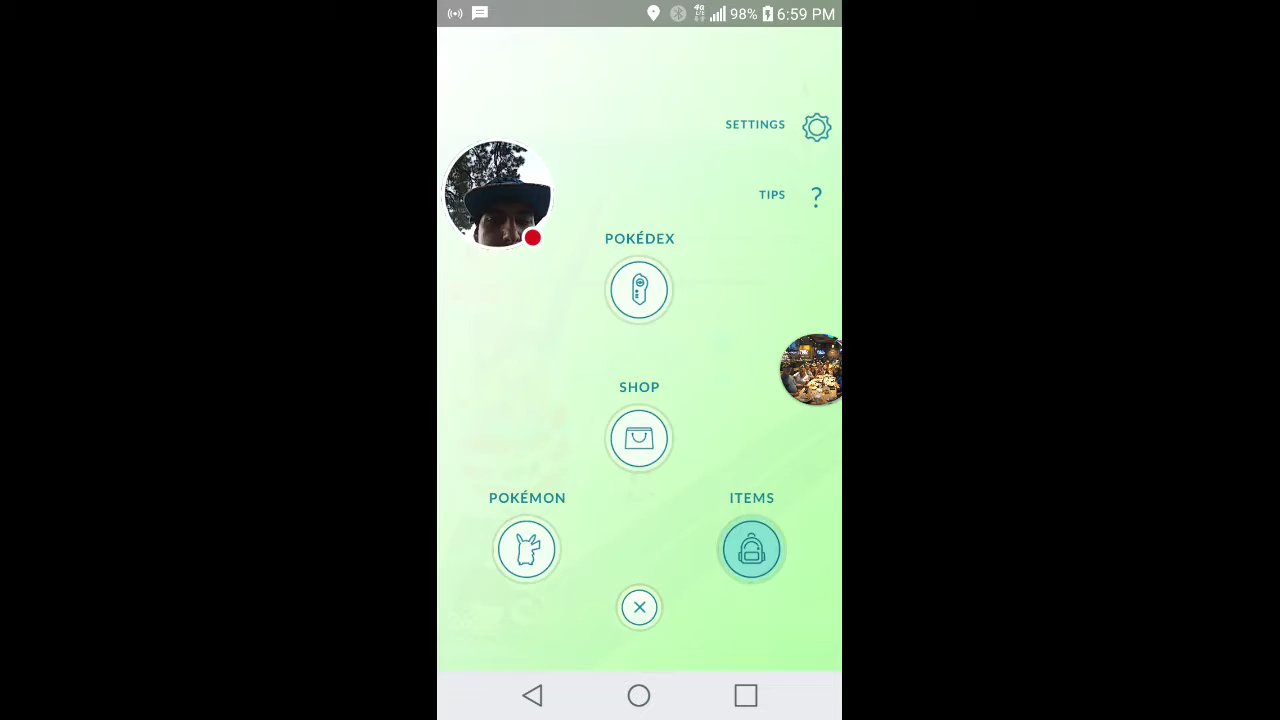 98% 6:59 PM
SETTINGS
TIPS ?
POKÉDEX
SHOP
POKÉMON
ITEMS